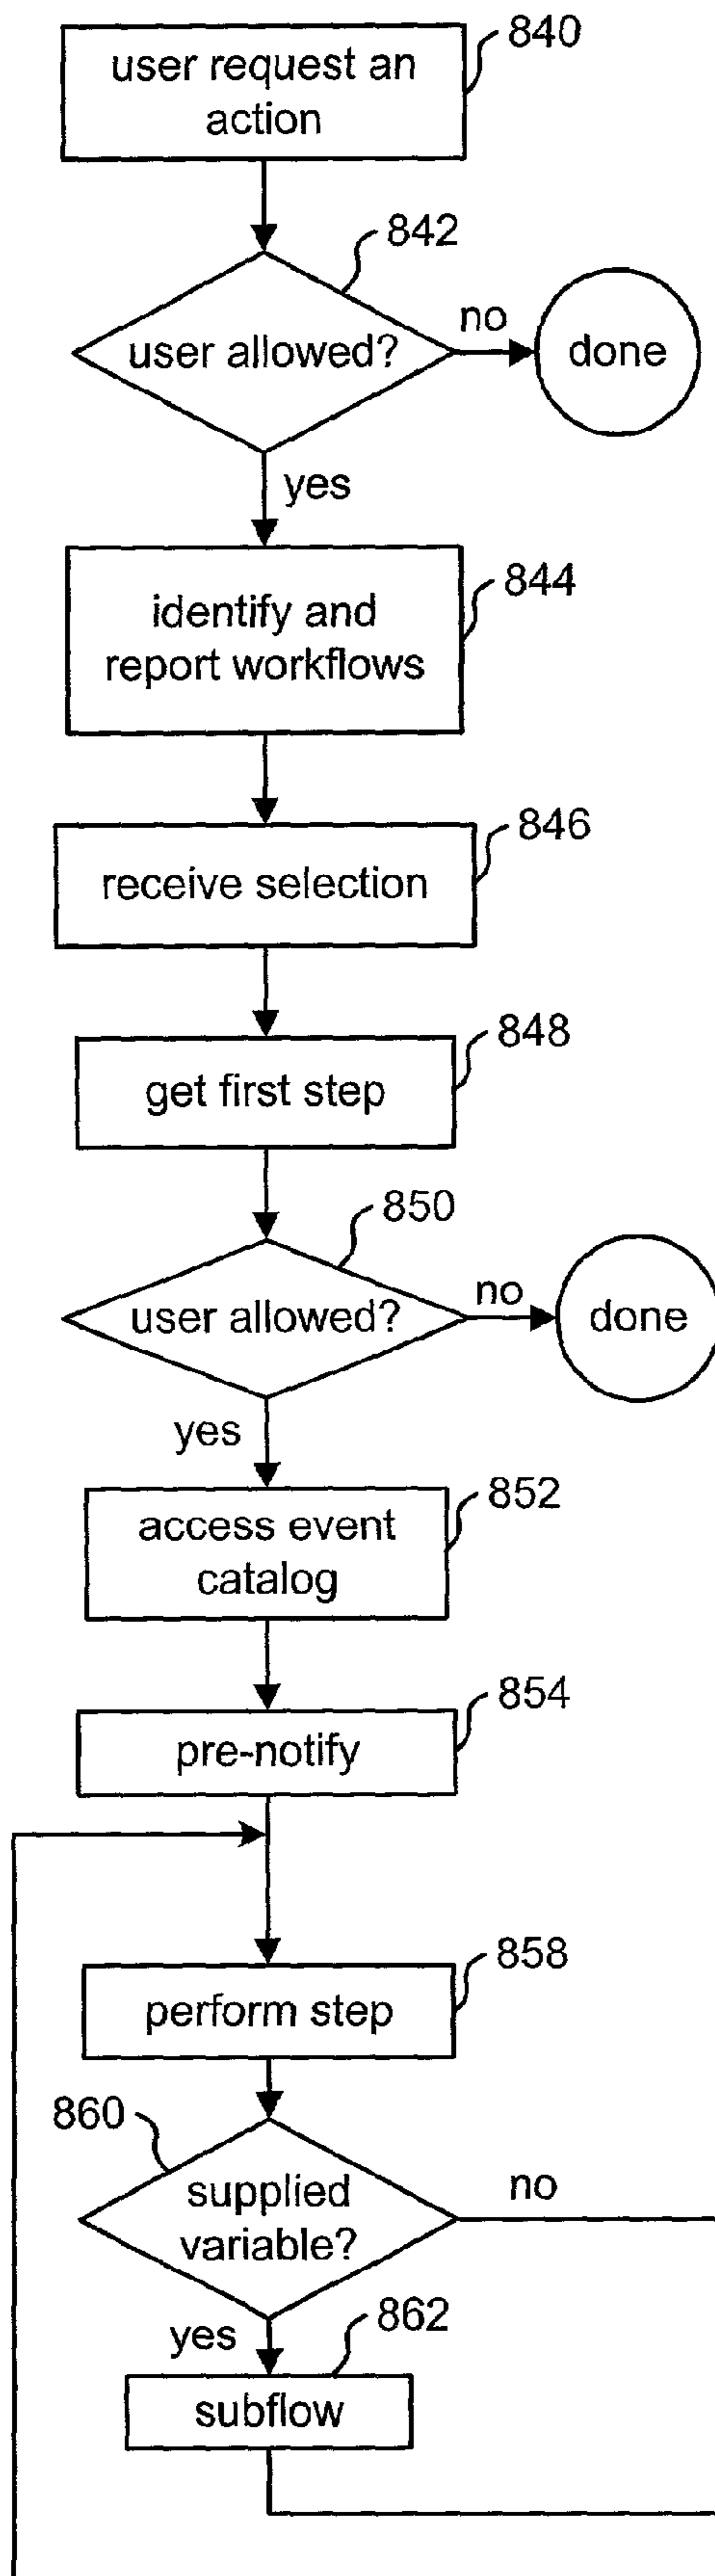 840
user request an
action
842
user allowed?
no
done
yes
844
identify and
report workflows
846
receive selection
848
get first step
850
user allowed?
no
done
yes
852
access event
catalog
854
pre-notify
858
perform step
860
supplied
variable?
no
yes
862
subflow